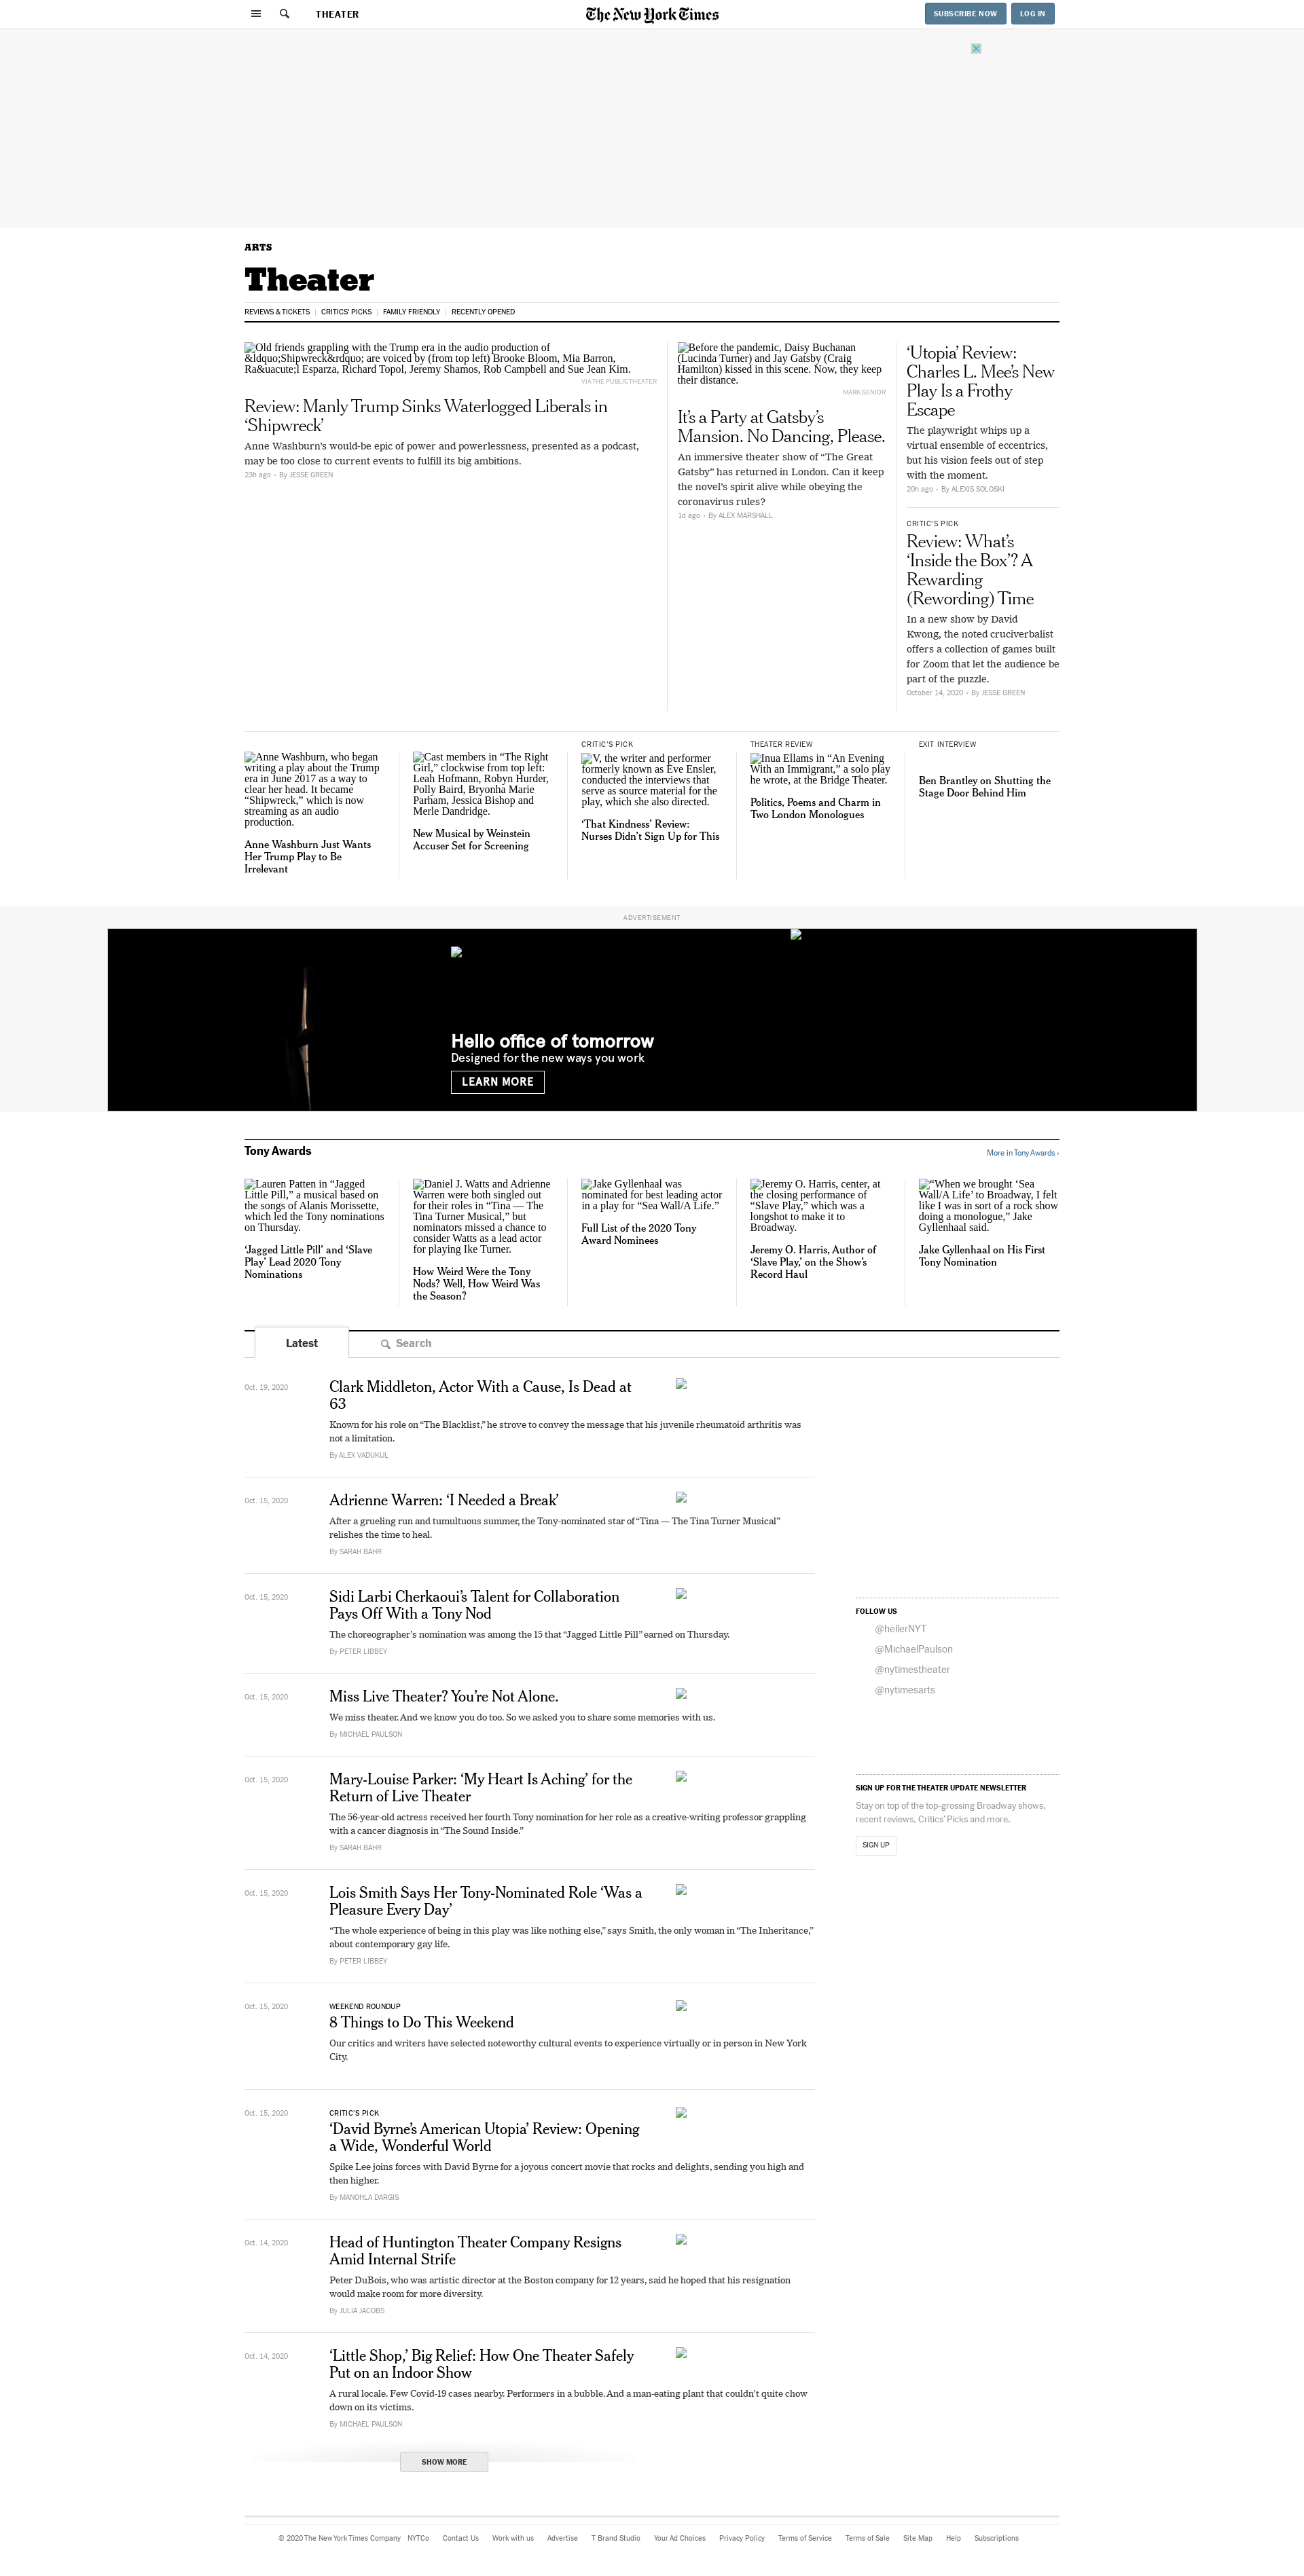 THEATER
The New York Times
SUBSCRIBE NOW
LOG IN
ARTS
Theater
REVIEWS & TICKETS
CRITICS' PICKS
FAMILY FRIENDLY
RECENTLY OPENED
Old friends grappling with the Trump era in the audio production of
&ldquo;Shipwreck&rdquo; are voiced by (from top left) Brooke Bloom, Mia Barron,
Ra&uacute;l Esparza, Richard Topol, Jeremy Shamos, Rob Campbell and Sue Jean Kim.
VIA THE PUBLIC THEATER
Review: Manly Trump Sinks Waterlogged Liberals in
‘Shipwreck’
Anne Washburn’s would-be epic of power and powerlessness, presented as a podcast,
may be too close to current events to fulfill its big ambitions.
23h ago • By JESSE GREEN
Before the pandemic, Daisy Buchanan
(Lucinda Turner) and Jay Gatsby (Craig
Hamilton) kissed in this scene. Now, they keep
their distance.
MARK SENIOR
It’s a Party at Gatsby’s
Mansion. No Dancing, Please.
An immersive theater show of “The Great
Gatsby” has returned in London. Can it keep
the novel’s spirit alive while obeying the
coronavirus rules?
1d ago • By ALEX MARSHALL
‘Utopia’ Review:
Charles L. Mee’s New
Play Is a Frothy
Escape
The playwright whips up a
virtual ensemble of eccentrics,
but his vision feels out of step
with the moment.
20h ago • By ALEXIS SOLOSKI
CRITIC’S PICK
Review: What’s
‘Inside the Box’? A
Rewarding
(Rewording) Time
In a new show by David
Kwong, the noted cruciverbalist
offers a collection of games built
for Zoom that let the audience be
part of the puzzle.
October 14, 2020 • By JESSE GREEN
Anne Washburn, who began
writing a play about the Trump
era in June 2017 as a way to
clear her head. It became
“Shipwreck,” which is now
streaming as an audio
production.
Anne Washburn Just Wants
Her Trump Play to Be
Irrelevant
Cast members in “The Right
Girl,” clockwise from top left:
Leah Hofmann, Robyn Hurder,
Polly Baird, Bryonha Marie
Parham, Jessica Bishop and
Merle Dandridge.
New Musical by Weinstein
Accuser Set for Screening
CRITIC’S PICK
V, the writer and performer
formerly known as Eve Ensler,
conducted the interviews that
serve as source material for the
play, which she also directed.
‘That Kindness’ Review:
Nurses Didn’t Sign Up for This
THEATER REVIEW
Inua Ellams in “An Evening
With an Immigrant,” a solo play
he wrote, at the Bridge Theater.
Politics, Poems and Charm in
Two London Monologues
EXIT INTERVIEW
Ben Brantley on Shutting the
Stage Door Behind Him
ADVERTISEMENT
Hello office of tomorrow
Designed for the new ways you work
LEARN MORE
Tony Awards
More in Tony Awards ›
Lauren Patten in “Jagged
Little Pill,” a musical based on
the songs of Alanis Morissette,
which led the Tony nominations
on Thursday.
‘Jagged Little Pill’ and ‘Slave
Play’ Lead 2020 Tony
Nominations
Daniel J. Watts and Adrienne
Warren were both singled out
for their roles in “Tina — The
Tina Turner Musical,” but
nominators missed a chance to
consider Watts as a lead actor
for playing Ike Turner.
How Weird Were the Tony
Nods? Well, How Weird Was
the Season?
Jake Gyllenhaal was
nominated for best leading actor
in a play for “Sea Wall/A Life.”
Full List of the 2020 Tony
Award Nominees
Jeremy O. Harris, center, at
the closing performance of
“Slave Play,” which was a
longshot to make it to
Broadway.
Jeremy O. Harris, Author of
‘Slave Play,’ on the Show’s
Record Haul
“When we brought ‘Sea
Wall/A Life’ to Broadway, I felt
like I was in sort of a rock show
doing a monologue,” Jake
Gyllenhaal said.
Jake Gyllenhaal on His First
Tony Nomination
Latest
Search
Oct. 19, 2020
Clark Middleton, Actor With a Cause, Is Dead at
63
Known for his role on “The Blacklist,” he strove to convey the message that his juvenile rheumatoid arthritis was
not a limitation.
By ALEX VADUKUL
Oct. 15, 2020
Adrienne Warren: ‘I Needed a Break’
After a grueling run and tumultuous summer, the Tony-nominated star of “Tina — The Tina Turner Musical”
relishes the time to heal.
By SARAH BAHR
Oct. 15, 2020
Sidi Larbi Cherkaoui’s Talent for Collaboration
Pays Off With a Tony Nod
The choreographer’s nomination was among the 15 that “Jagged Little Pill” earned on Thursday.
By PETER LIBBEY
Oct. 15, 2020
Miss Live Theater? You’re Not Alone.
We miss theater. And we know you do too. So we asked you to share some memories with us.
By MICHAEL PAULSON
Oct. 15, 2020
Mary-Louise Parker: ‘My Heart Is Aching’ for the
Return of Live Theater
The 56-year-old actress received her fourth Tony nomination for her role as a creative-writing professor grappling
with a cancer diagnosis in “The Sound Inside.”
By SARAH BAHR
Oct. 15, 2020
Lois Smith Says Her Tony-Nominated Role ‘Was a
Pleasure Every Day’
“The whole experience of being in this play was like nothing else,” says Smith, the only woman in “The Inheritance,”
about contemporary gay life.
By PETER LIBBEY
Oct. 15, 2020
WEEKEND ROUNDUP
8 Things to Do This Weekend
Our critics and writers have selected noteworthy cultural events to experience virtually or in person in New York
City.
Oct. 15, 2020
CRITIC’S PICK
‘David Byrne’s American Utopia’ Review: Opening
a Wide, Wonderful World
Spike Lee joins forces with David Byrne for a joyous concert movie that rocks and delights, sending you high and
then higher.
By MANOHLA DARGIS
Oct. 14, 2020
Head of Huntington Theater Company Resigns
Amid Internal Strife
Peter DuBois, who was artistic director at the Boston company for 12 years, said he hoped that his resignation
would make room for more diversity.
By JULIA JACOBS
Oct. 14, 2020
‘Little Shop,’ Big Relief: How One Theater Safely
Put on an Indoor Show
A rural locale. Few Covid-19 cases nearby. Performers in a bubble. And a man-eating plant that couldn’t quite chow
down on its victims.
By MICHAEL PAULSON
SHOW MORE
FOLLOW US
@hellerNYT
@MichaelPaulson
@nytimestheater
@nytimesarts
SIGN UP FOR THE THEATER UPDATE NEWSLETTER
Stay on top of the top-grossing Broadway shows,
recent reviews, Critics’ Picks and more.
SIGN UP
© 2020 The New York Times Company NYTCo Contact Us Work with us Advertise T Brand Studio Your Ad Choices Privacy Policy Terms of Service Terms of Sale Site Map Help Subscriptions